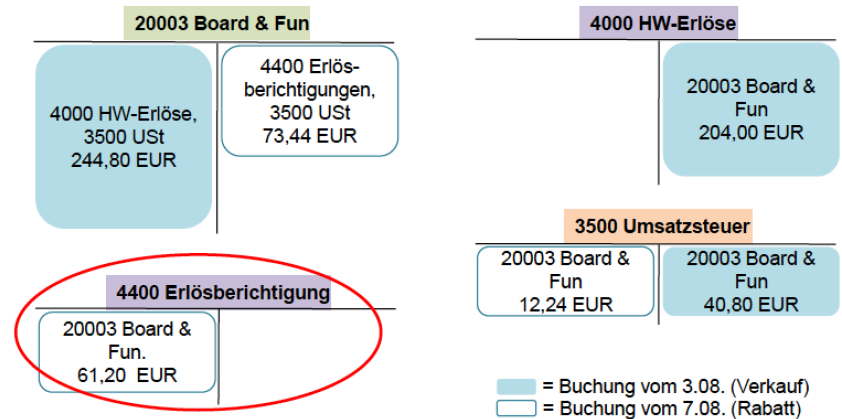 20003 Board & Fun
4400 Erlös-
berichtigungen,
3500 USt
73,44 EUR
4000 HW-Erlöse,
3500 USt
244,80 EUR
4000 HW-Erlöse
20003 Board &
Fun
204,00 EUR
3500 Umsatzsteuer
20003 Board &
Fun
12,24 EUR
20003 Board &
Fun
40,80 EUR
4400 Erlösberichtigung
20003 Board &
Fun.
61,20 EUR
= Buchung vom 3.08. (Verkauf)
= Buchung vom 7.08. (Rabatt)